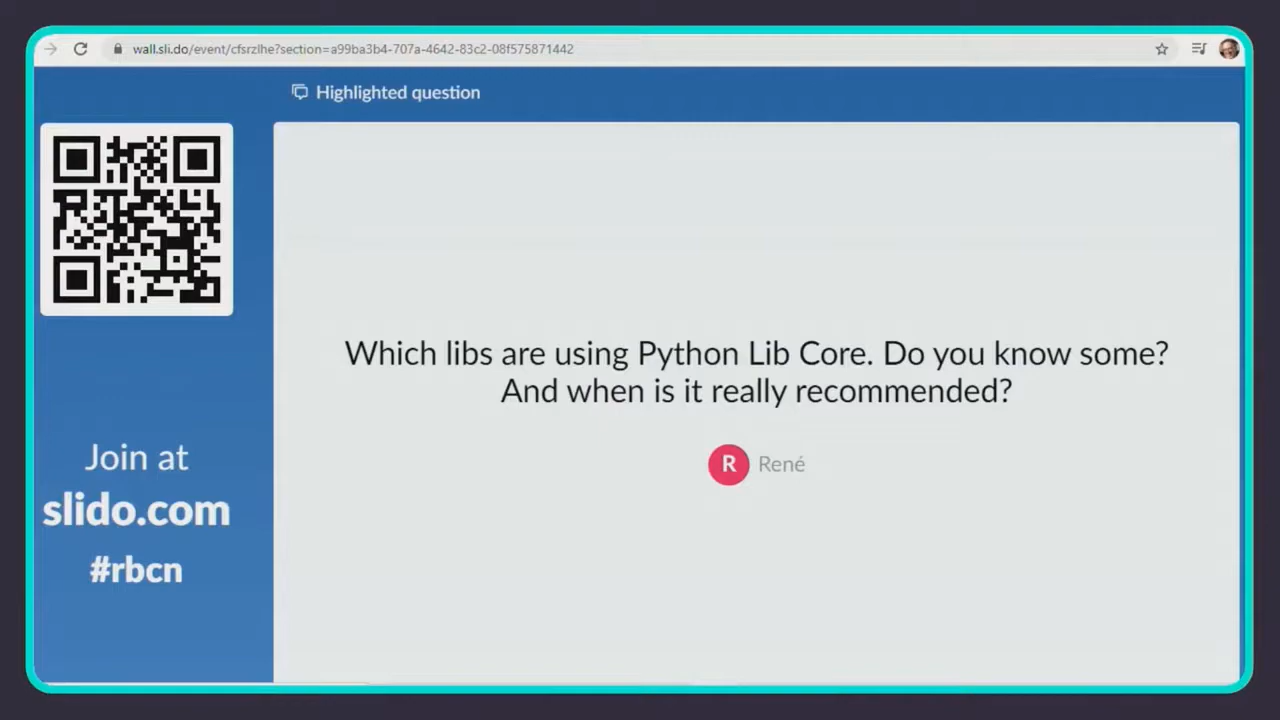 wall.sli.do/event/cfsrzlhe?section=a99ba3b4-707a-4642-83c2-08f575871442
Highlighted question
Which libs are using Python Lib Core. Do you know some?
And when is it really recommended?
R René
Join at
slido.com
#rbcn